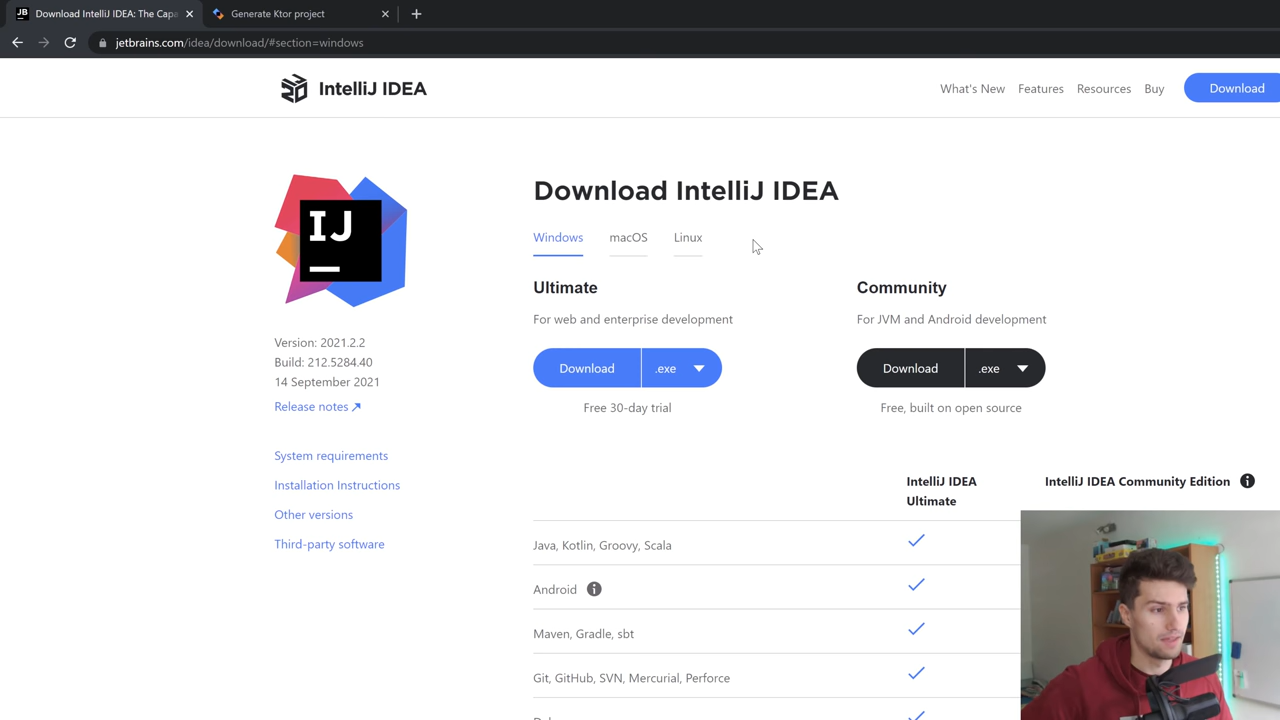 JB Download IntelliJ IDEA: The Capa
Generate Ktor project
jetbrains.com/idea/download/#section=windows
IntelliJ IDEA
What's New Features Resources Buy Download
IJ
Download IntelliJ IDEA
Windows macOS Linux
Ultimate
Community
For web and enterprise development
For JVM and Android development
Download .exe
Download .exe
Free 30-day trial
Free, built on open source
Version: 2021.2.2
Build: 212.5284.40
14 September 2021
Release notes
System requirements
Installation Instructions
Other versions
Third-party software
IntelliJ IDEA
Ultimate
IntelliJ IDEA Community Edition
Java, Kotlin, Groovy, Scala
Android
Maven, Gradle, sbt
Git, GitHub, SVN, Mercurial, Perforce